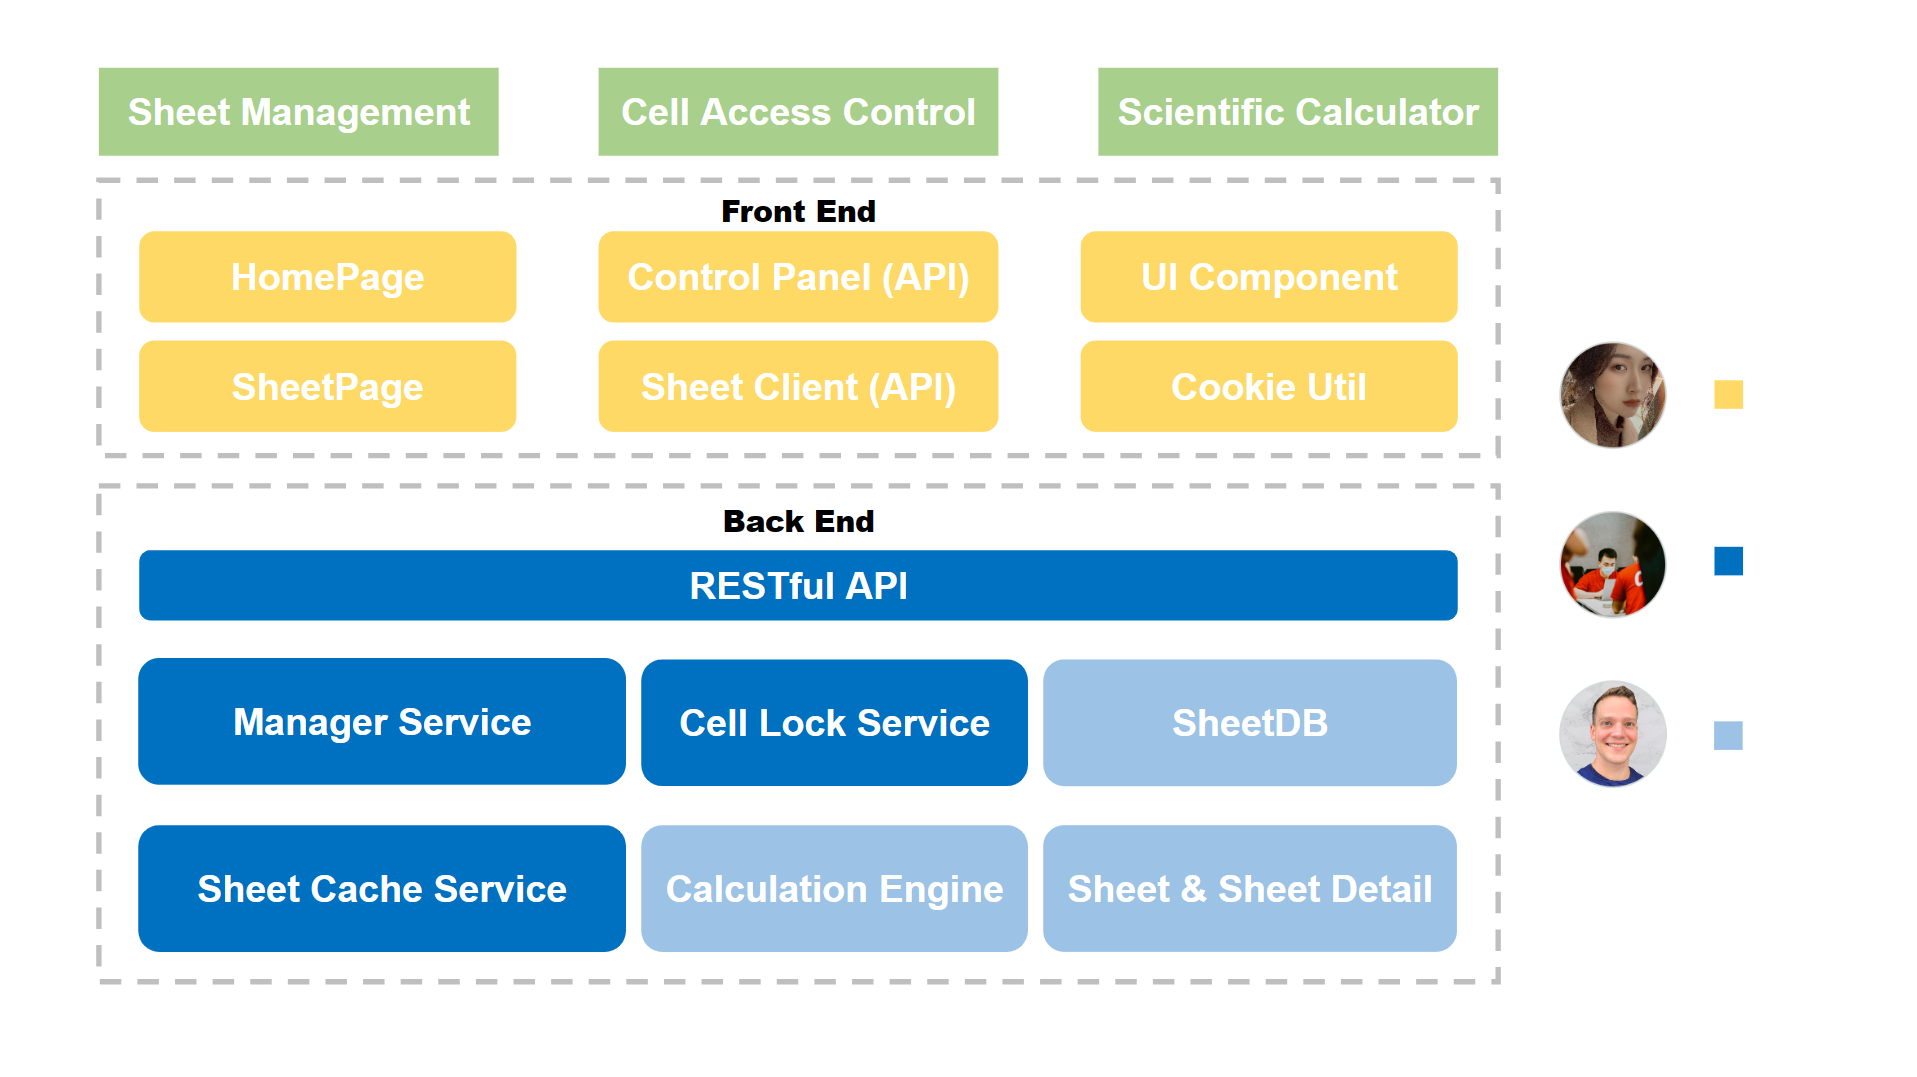 Sheet Management
Cell Access Control
Scientific Calculator
Front End
HomePage
Control Panel (API)
UI Component
SheetPage
Sheet Client (API)
Cookie Util
Back End
RESTful API
Manager Service
Cell Lock Service
SheetDB
Sheet Cache Service
Calculation Engine
Sheet & Sheet Detail